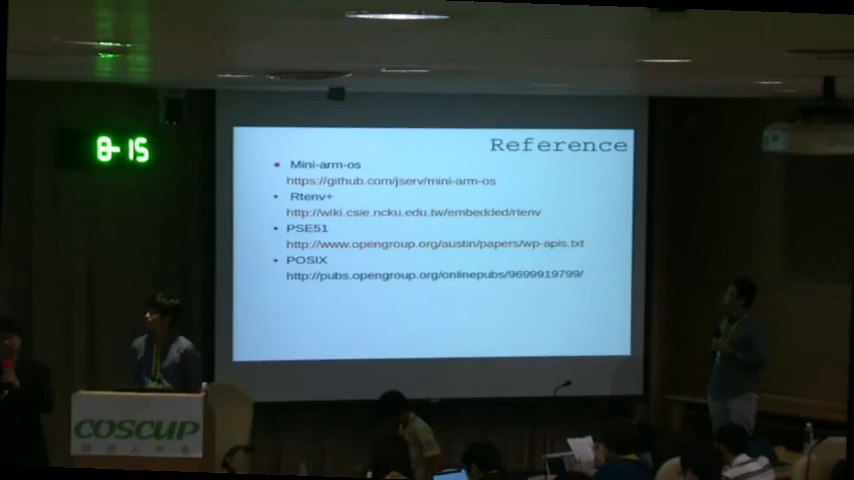 8-15
Reference
Mini-arm-os
https://github.com/jserv/mini-arm-os
Rtenv+
http://wiki.csie.ncku.edu.tw/embedded/rtenv
PSE51
http://www.opengroup.org/austin/papers/wp-apis.txt
POSIX
http://pubs.opengroup.org/onlinepubs/9699919799/
COSCUP